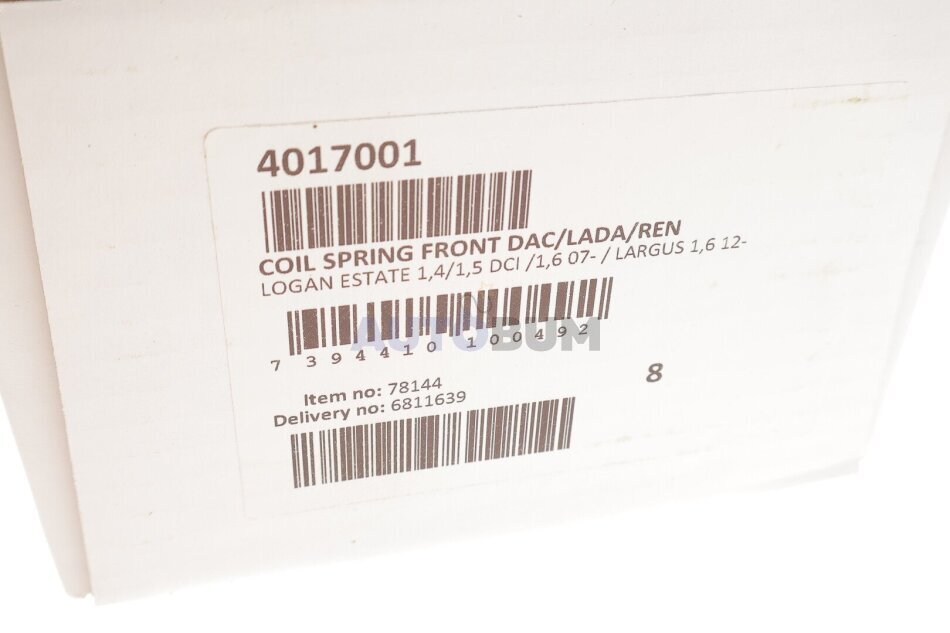 4017001
COIL SPRING FRONT DAC/LADA/REN
LOGAN ESTATE 1,4/1,5 DCI /1,6 07- / LARGUS 1,6 12-
7 394410 100492
AUTOBUM
8
Item no: 78144
Delivery no: 6811639